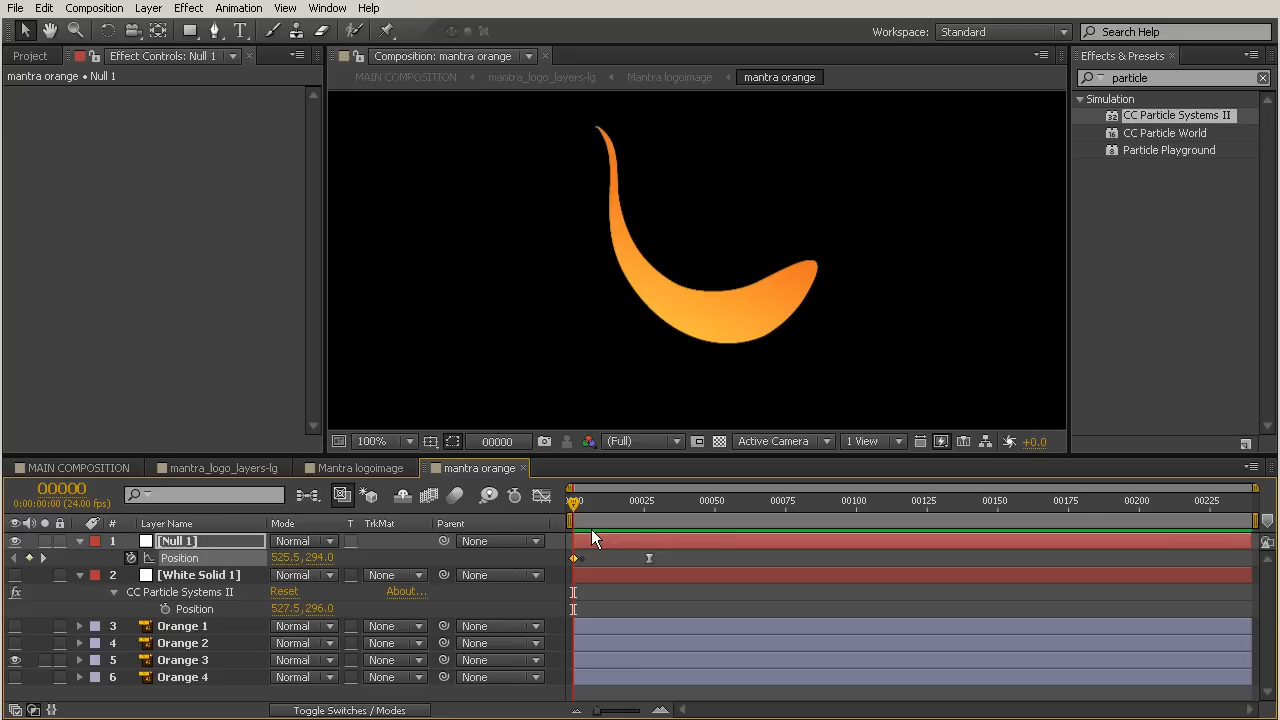 File Edit Composition Layer Effect Animation View Window Help
T Workspace: Standard Search Help
Project Effect Controls: Null 1 Composition: mantra orange Effects & Presets
mantra orange • Null 1 MAIN COMPOSITION mantra_logo_layers-lg Mantra logoimage mantra orange particle
Simulation
32 CC Particle Systems II
16 CC Particle World
8 Particle Playground
100% 00000 (Full) Active Camera 1 View +0.0
MAIN COMPOSITION mantra_logo_layers-lg Mantra logoimage mantra orange
00000
0:00:00:00 (24.00 fps)
00025 00050 00075 00100 00125 00150 00175 00200 00225
# Layer Name Mode T TrkMat Parent
1 [Null 1] Normal None
Position 525.5,294.0
2 [White Solid 1] Normal None None
fx CC Particle Systems II Reset About...
Position 527.5,296.0
3 Orange 1 Normal None None
4 Orange 2 Normal None None
5 Orange 3 Normal None None
6 Orange 4 Normal None None
Toggle Switches / Modes